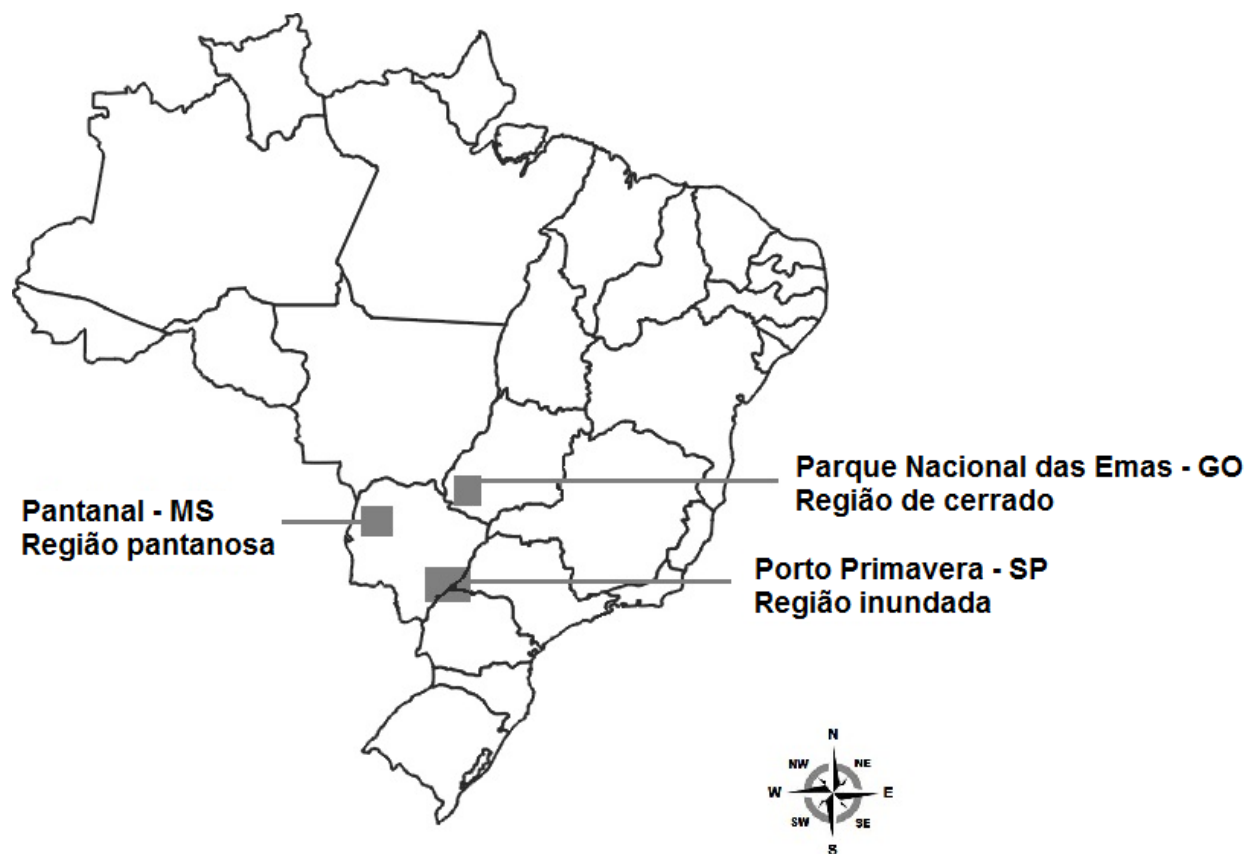 Parque Nacional das Emas - GO
Região de cerrado
Pantanal - MS
Região pantanosa
Porto Primavera - SP
Região inundada
N
NW
NE
W
E
SW
SE
S